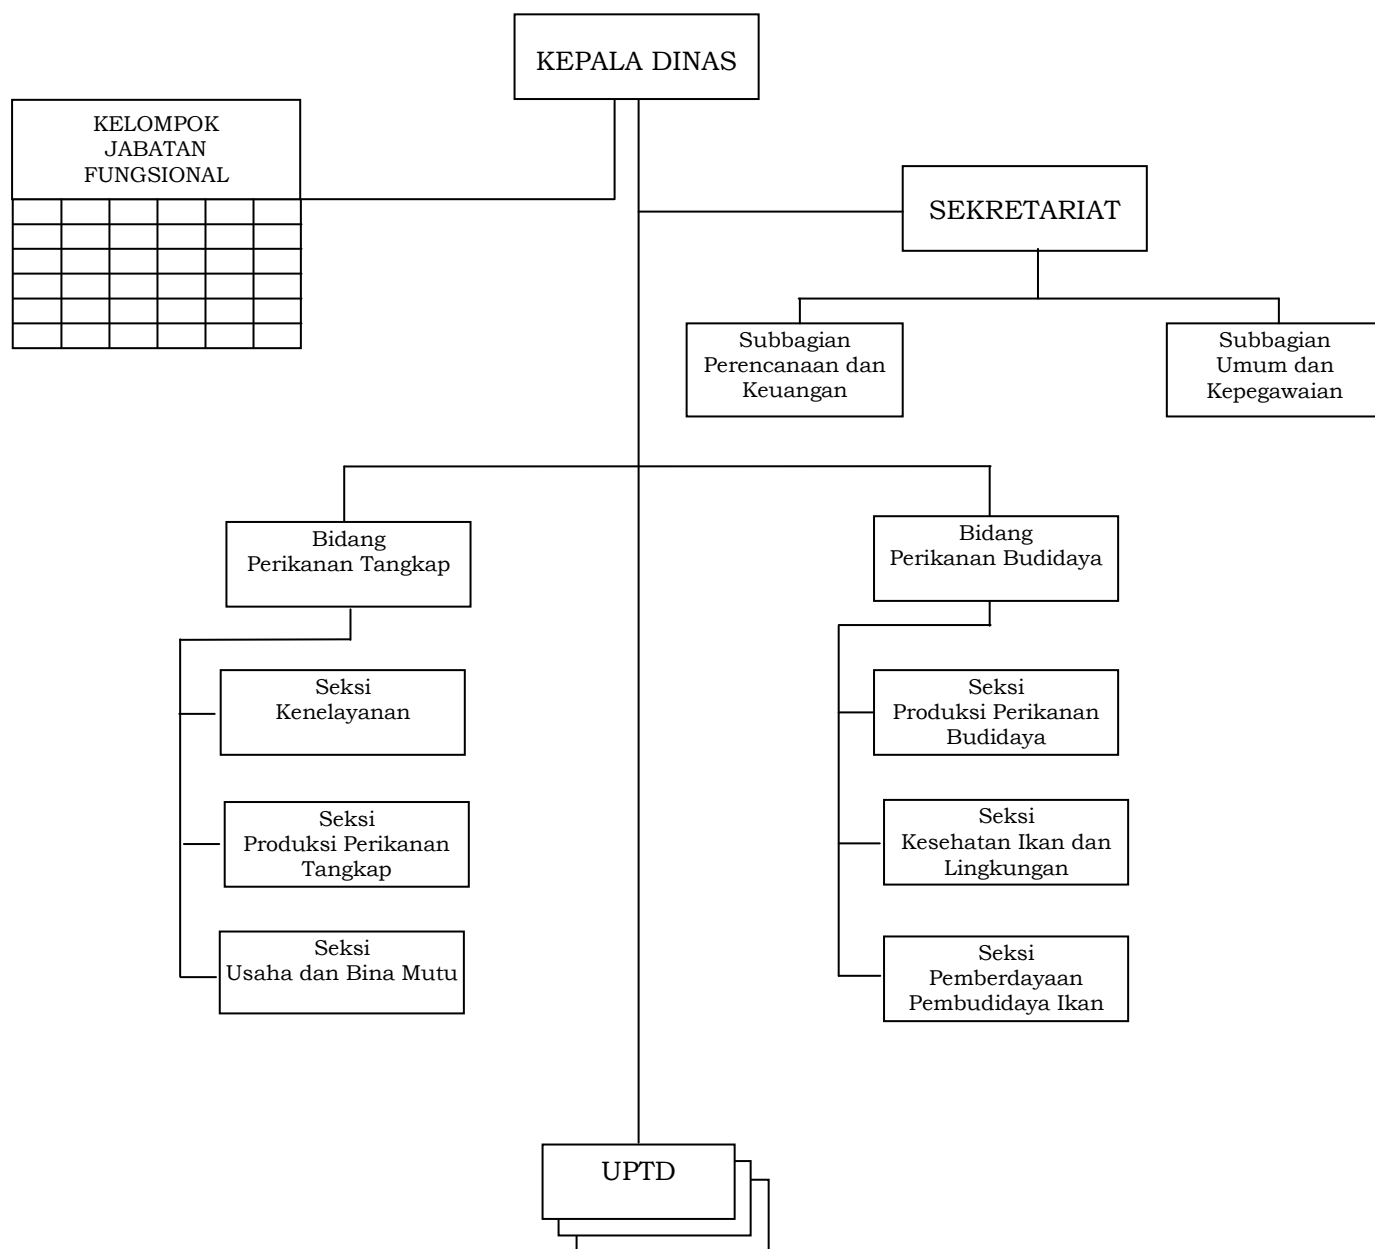 KEPALA DINAS
KELOMPOK
JABATAN
FUNGSIONAL
SEKRETARIAT
Subbagian
Perencanaan dan
Keuangan
Subbagian
Umum dan
Kepegawaian
Bidang
Perikanan Tangkap
Bidang
Perikanan Budidaya
Seksi
Kenelayanan
Seksi
Produksi Perikanan
Budidaya
Seksi
Produksi Perikanan
Tangkap
Seksi
Kesehatan Ikan dan
Lingkungan
Seksi
Usaha dan Bina Mutu
Seksi
Pemberdayaan
Pembudidaya Ikan
UPTD